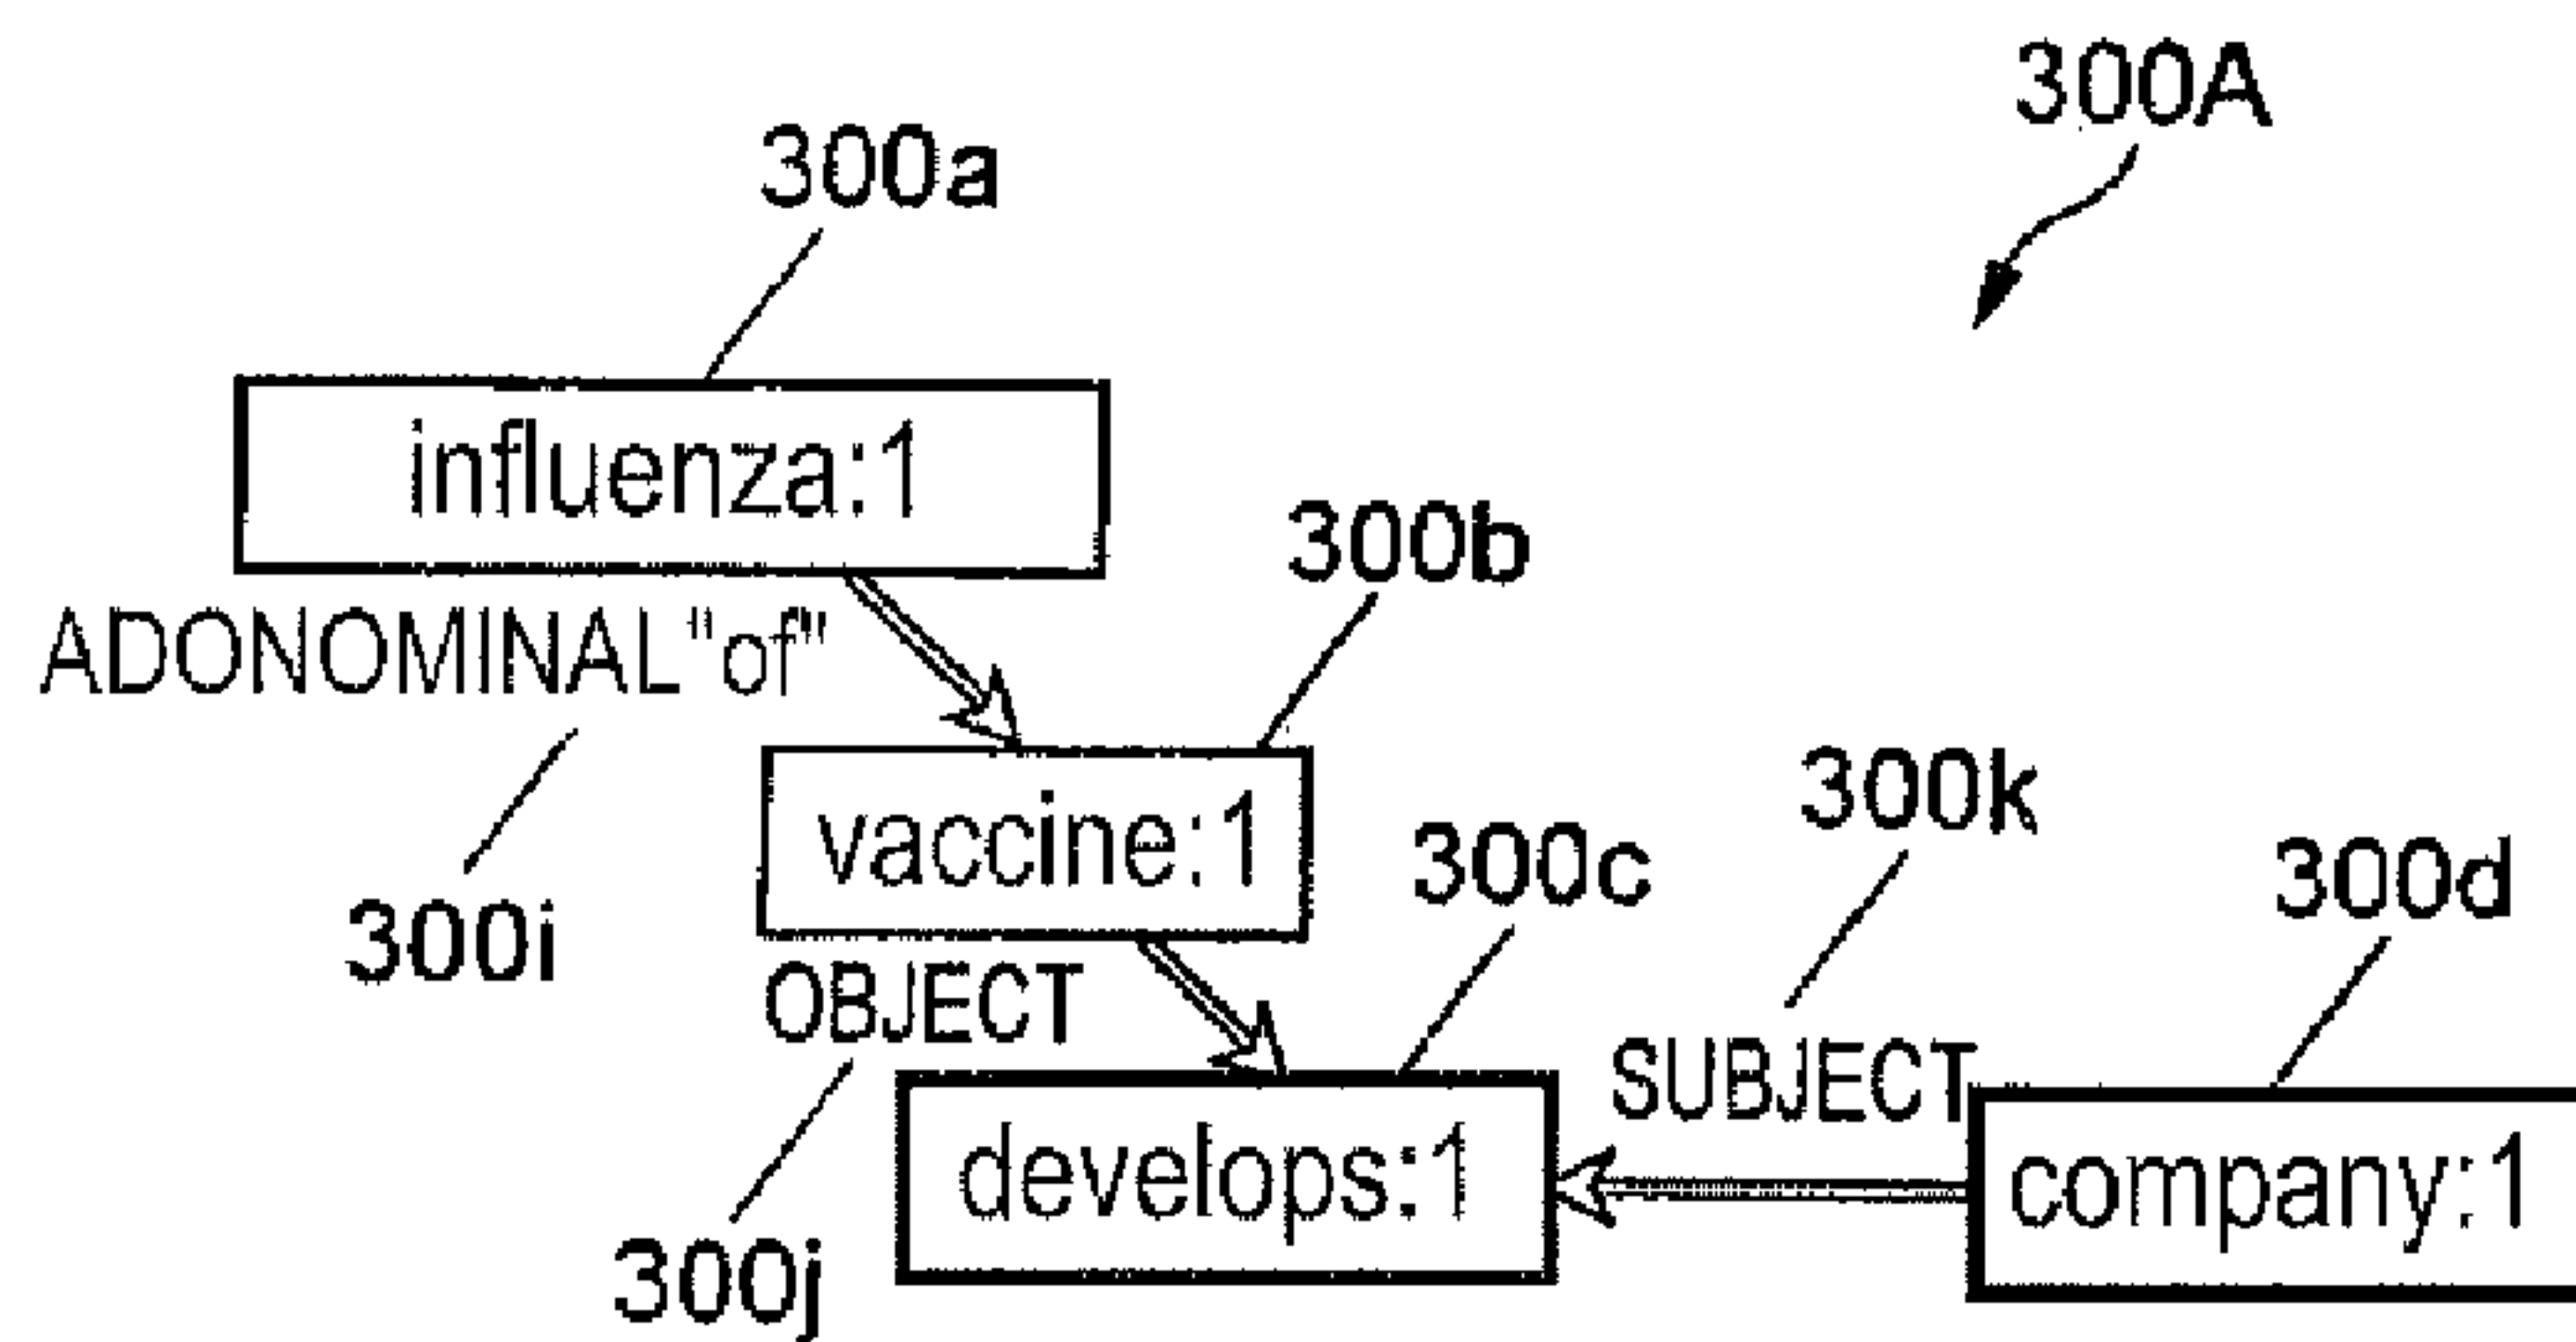 300A
300a
influenza:1
300b
ADONOMINAL"of"
300k
vaccine:1
300c
300d
300i
OBJECT
SUBJECT
develops:1
company:1
300j